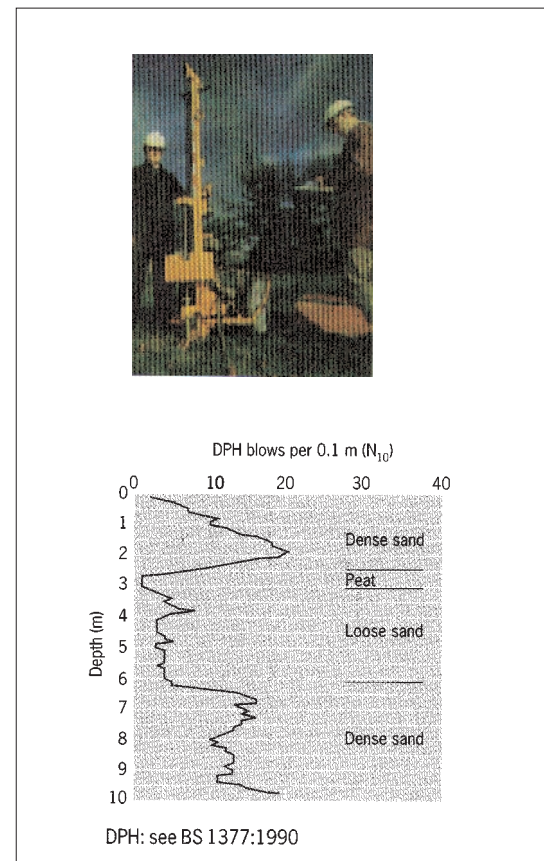 DPH blows per 0.1 m (N₁₀)
0 10 20 30 40
Depth (m)
0
1
2
3
4
5
6
7
8
9
10
Dense sand
Peat
Loose sand
Dense sand
DPH: see BS 1377:1990